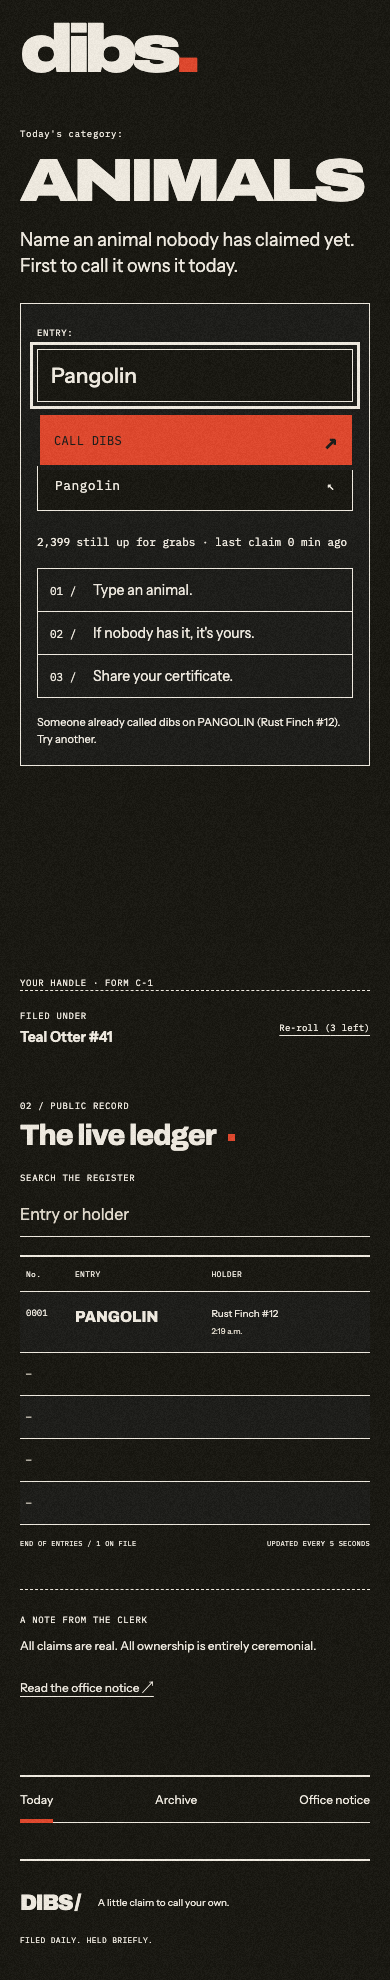 dibs.
Today's category:
ANIMALS
Name an animal nobody has claimed yet.
First to call it owns it today.
ENTRY:
Pangolin
CALL DIBS ↗
Pangolin ↖
2,399 still up for grabs · last claim 0 min ago
01 / Type an animal.
02 / If nobody has it, it's yours.
03 / Share your certificate.
Someone already called dibs on PANGOLIN (Rust Finch #12).
Try another.
YOUR HANDLE · FORM C-1
FILED UNDER
Teal Otter #41
Re-roll (3 left)
02 / PUBLIC RECORD
The live ledger
SEARCH THE REGISTER
Entry or holder
No. ENTRY HOLDER
0001 PANGOLIN Rust Finch #12
2:19 a.m.
—
—
—
—
END OF ENTRIES / 1 ON FILE UPDATED EVERY 5 SECONDS
A NOTE FROM THE CLERK
All claims are real. All ownership is entirely ceremonial.
Read the office notice ↗
Today Archive Office notice
DIBS/ A little claim to call your own.
FILED DAILY. HELD BRIEFLY.